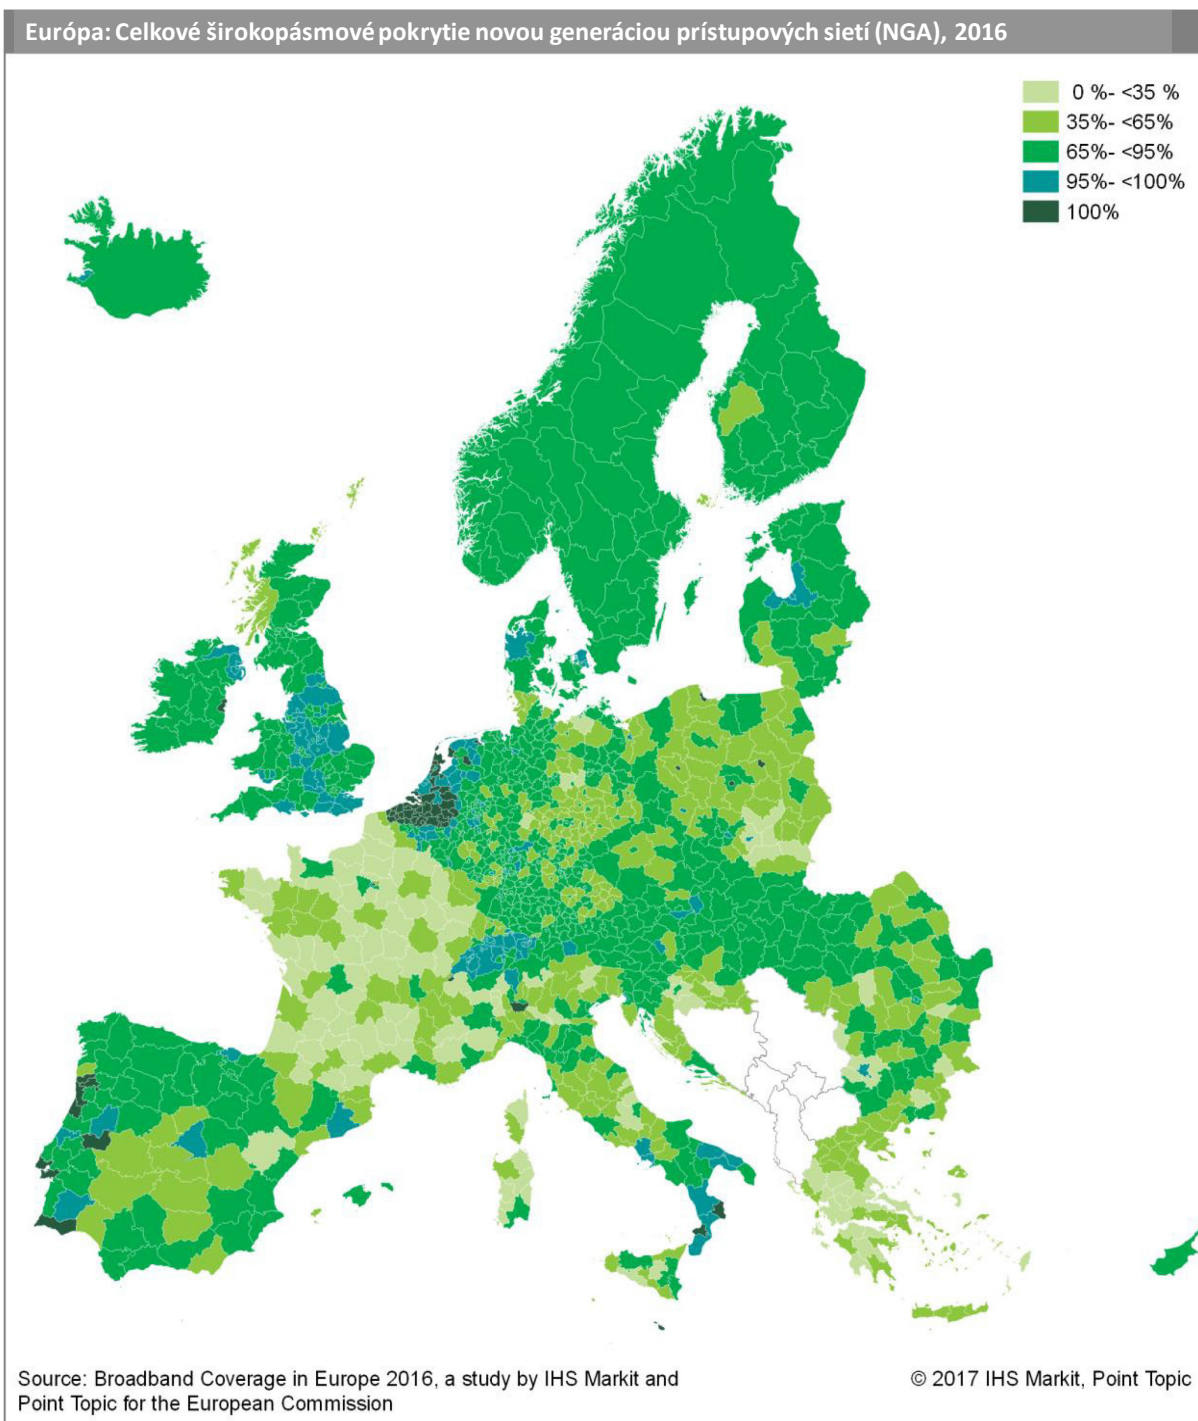 Európa: Celkové širokopásmové pokrytie novou generáciou prístupových sietí (NGA), 2016
0 %- <35 %
35%- <65%
65%- <95%
95%- <100%
100%
Source: Broadband Coverage in Europe 2016, a study by IHS Markit and
Point Topic for the European Commission
© 2017 IHS Markit, Point Topic